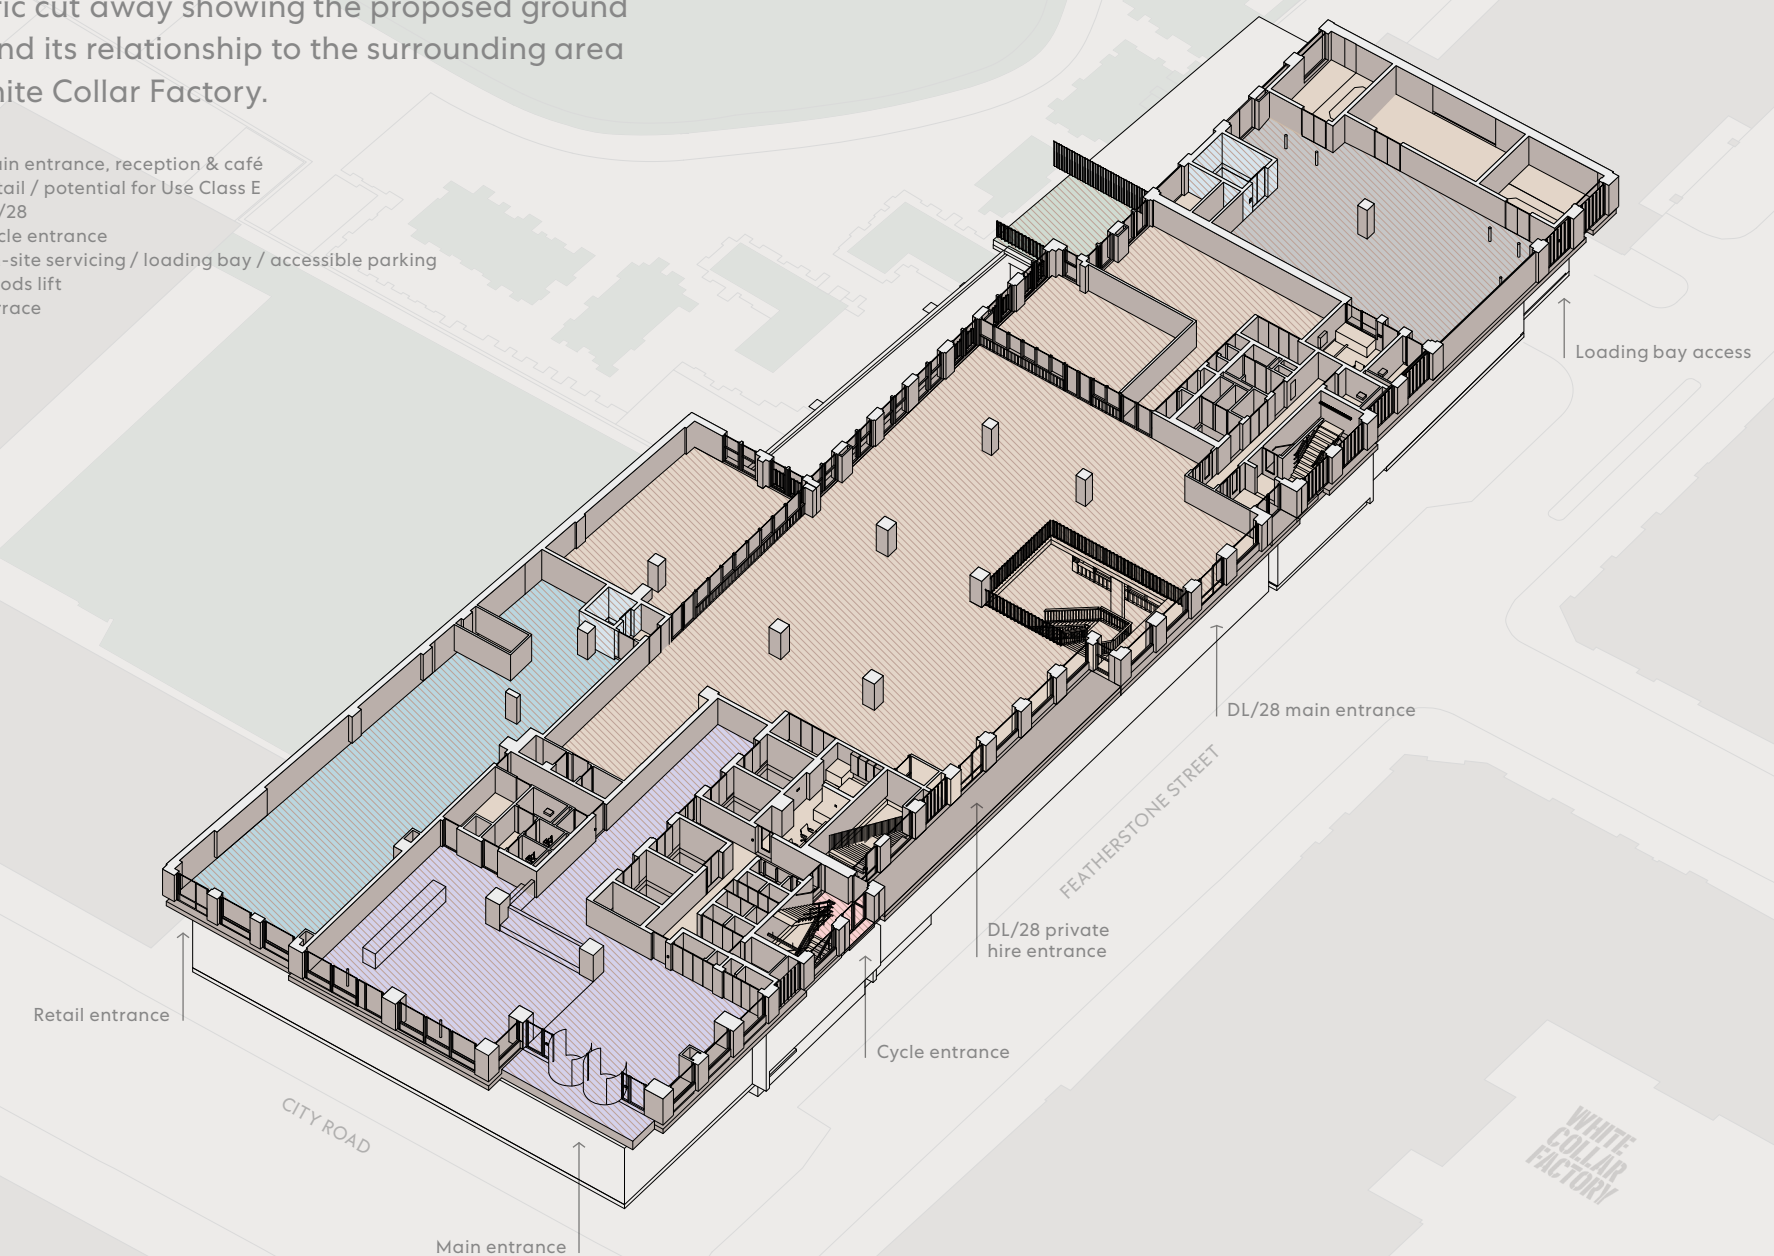 ric cut away showing the proposed ground
nd its relationship to the surrounding area
hite Collar Factory.
ain entrance, reception & café
tail / potential for Use Class E
/28
cle entrance
-site servicing / loading bay / accessible parking
ods lift
rrace
Loading bay access
DL/28 main entrance
FEATHERSTONE STREET
DL/28 private
hire entrance
Retail entrance
Cycle entrance
CITY ROAD
WHITE
COLLAR
FACTORY
Main entrance